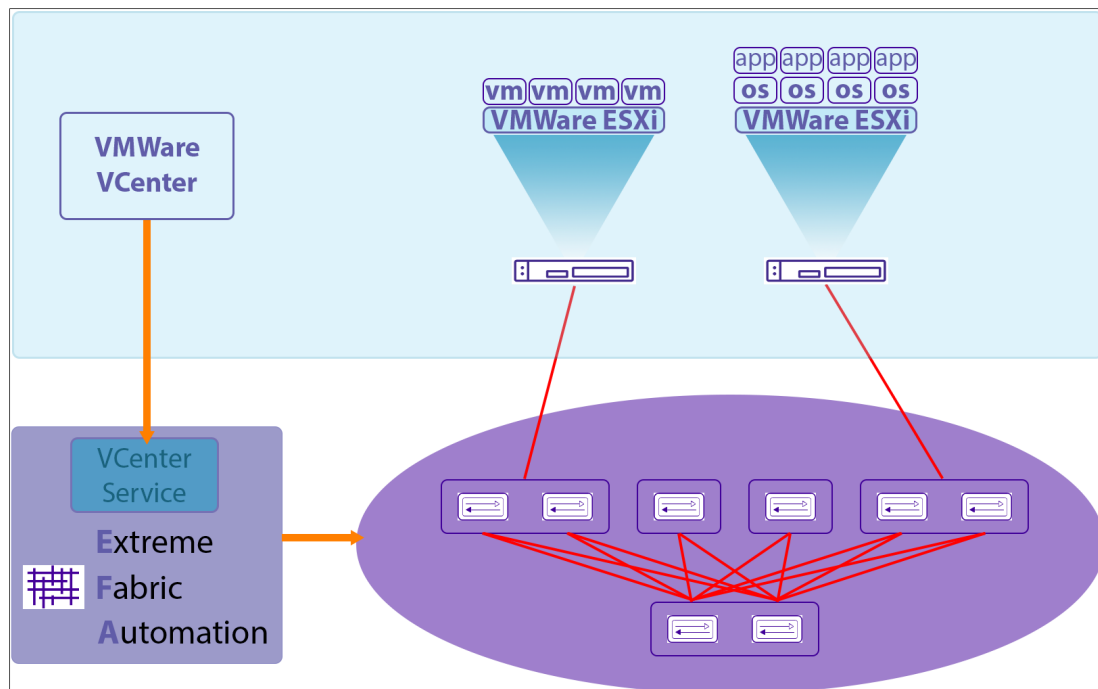 VMWare
VCenter
vm vm vm vm
VMWare ESXi
app app app app
os os os os
VMWare ESXi
VCenter
Service
Extreme
Fabric
Automation